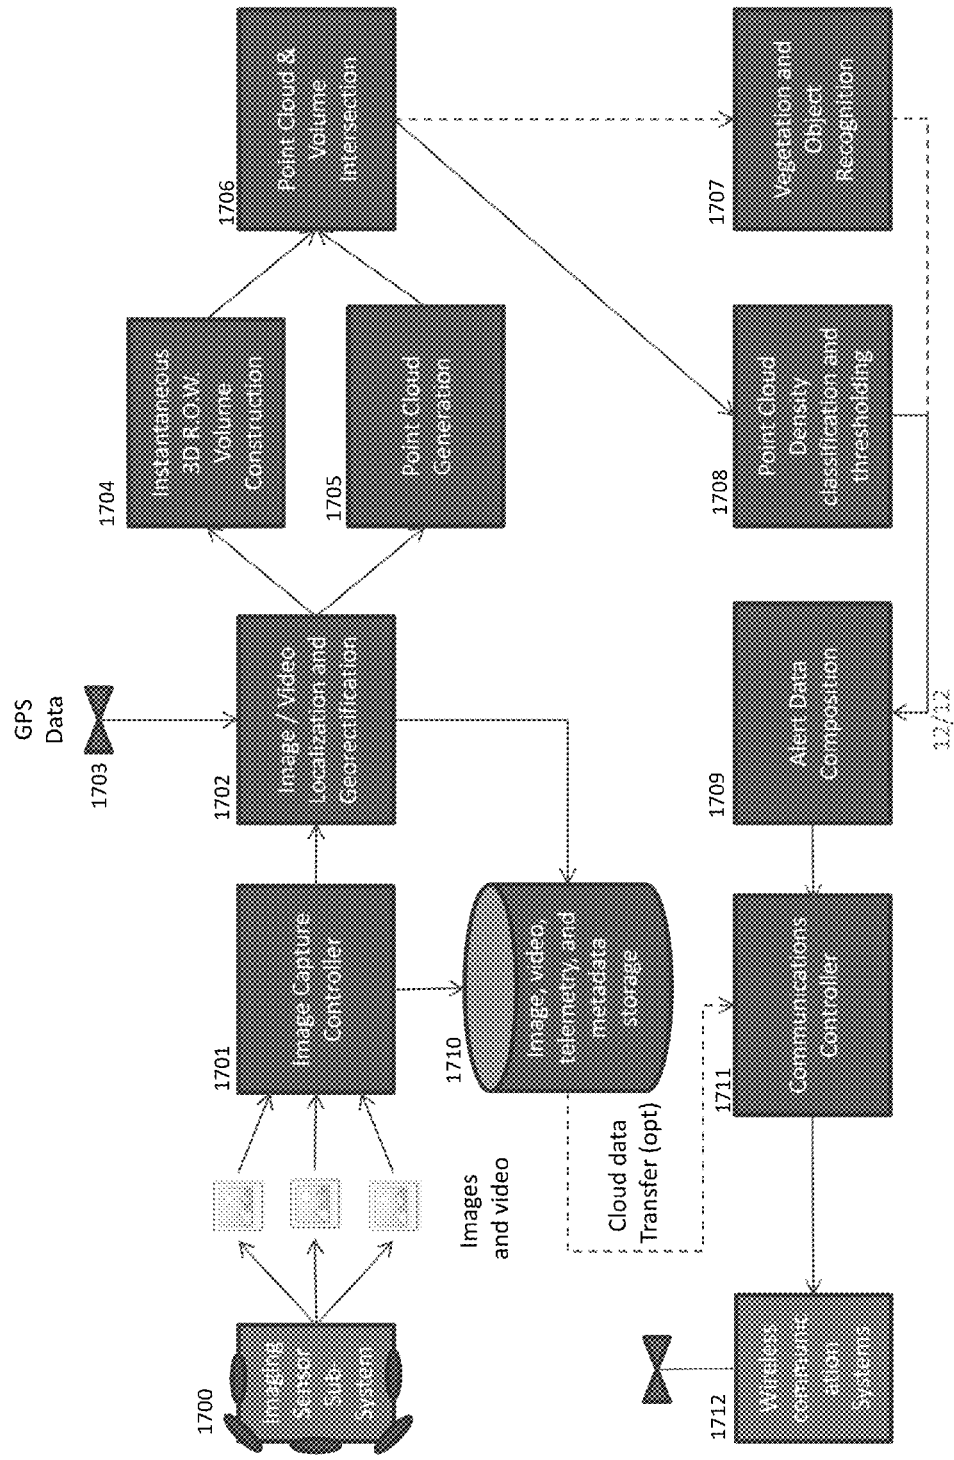 1700
Imaging
Sensor
Sub-
System
Images
and video
1701
Image Capture
Controller
GPS
Data
1703
1702
Image / Video
Localization and
Georectification
1704
Instantaneous
3D R.O.W.
Volume
Construction
1705
Point Cloud
Generation
1706
Point Cloud &
Volume
Intersection
1710
Image, video,
telemetry, and
metadata
storage
Cloud data
Transfer (opt)
1712
Wireless
Communic
ation
Systems
1711
Communications
Controller
1709
Alert Data
Composition
1708
Point Cloud
Density
classification and
thresholding
1707
Vegetation and
Object
Recognition
12/12